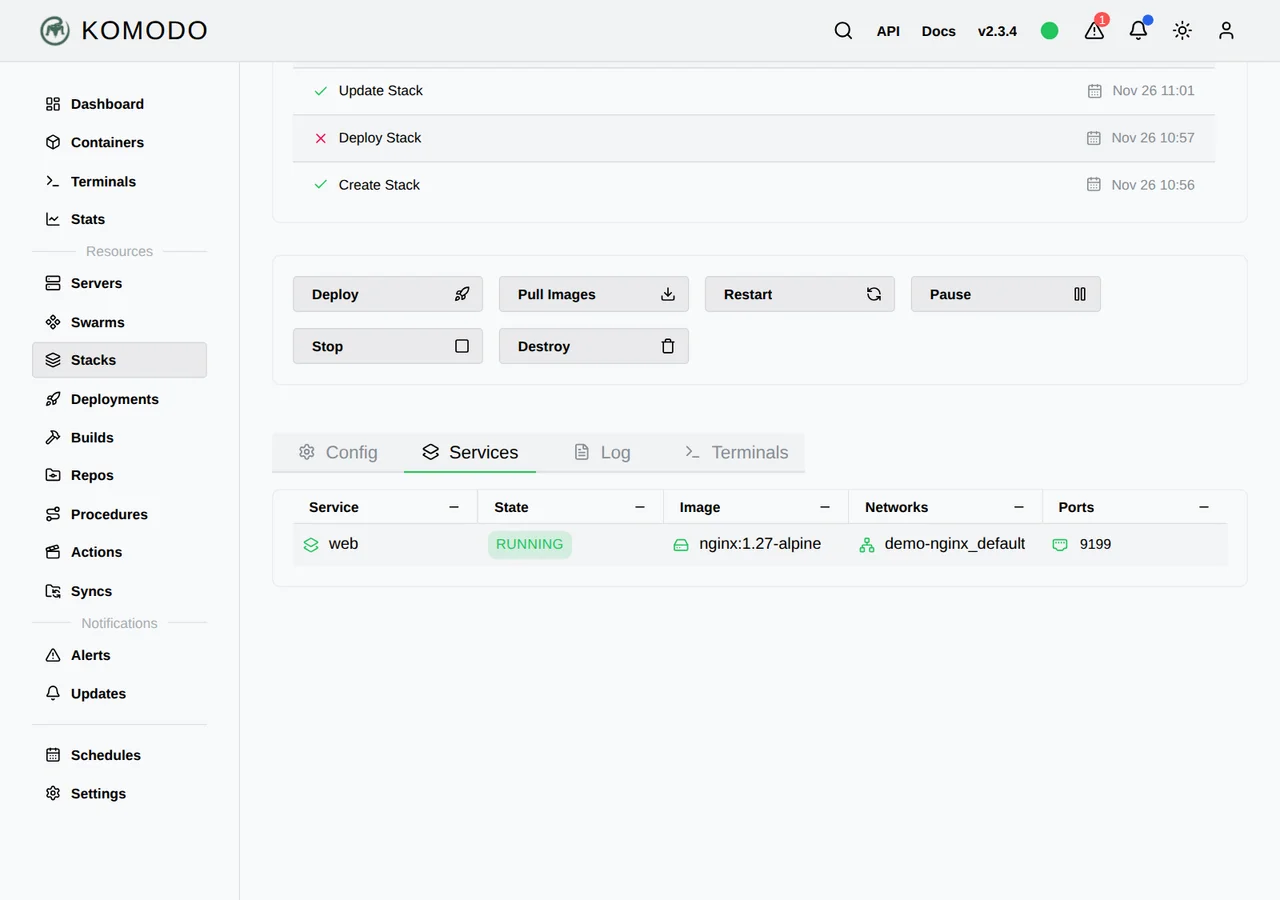 KOMODO
API Docs v2.3.4 1
Dashboard
Containers
Terminals
Stats
Resources
Servers
Swarms
Stacks
Deployments
Builds
Repos
Procedures
Actions
Syncs
Notifications
Alerts
Updates
Schedules
Settings
Update Stack Nov 26 11:01
Deploy Stack Nov 26 10:57
Create Stack Nov 26 10:56
Deploy Pull Images Restart Pause
Stop Destroy
Config Services Log Terminals
Service State Image Networks Ports
web RUNNING nginx:1.27-alpine demo-nginx_default 9199